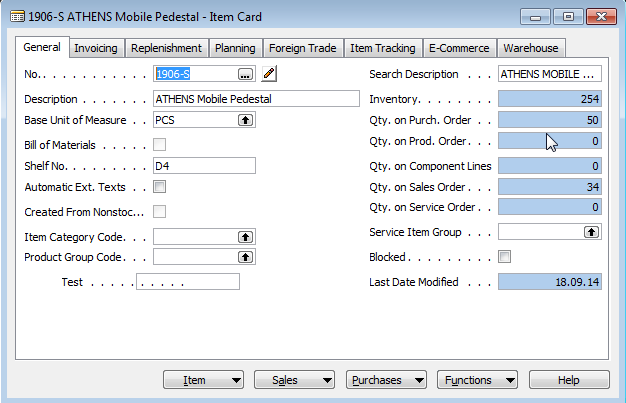 1906-S ATHENS Mobile Pedestal - Item Card
General Invoicing Replenishment Planning Foreign Trade Item Tracking E-Commerce Warehouse
No. . . . . . . . . . . . 1906-S ...
Description . . . . . . . ATHENS Mobile Pedestal
Base Unit of Measure . . PCS
Bill of Materials . . . . .
Shelf No. . . . . . . . . D4
Automatic Ext. Texts . .
Created From Nonstoc...
Item Category Code. . .
Product Group Code. . .
Test . . . . . . . . . .
Search Description . . . ATHENS MOBILE ...
Inventory. . . . . . . . 254
Qty. on Purch. Order . . 50
Qty. on Prod. Order. . . 0
Qty. on Component Lines 0
Qty. on Sales Order. . . 34
Qty. on Service Order. . 0
Service Item Group . . .
Blocked . . . . . . . . .
Last Date Modified . . . 18.09.14
Item Sales Purchases Functions Help